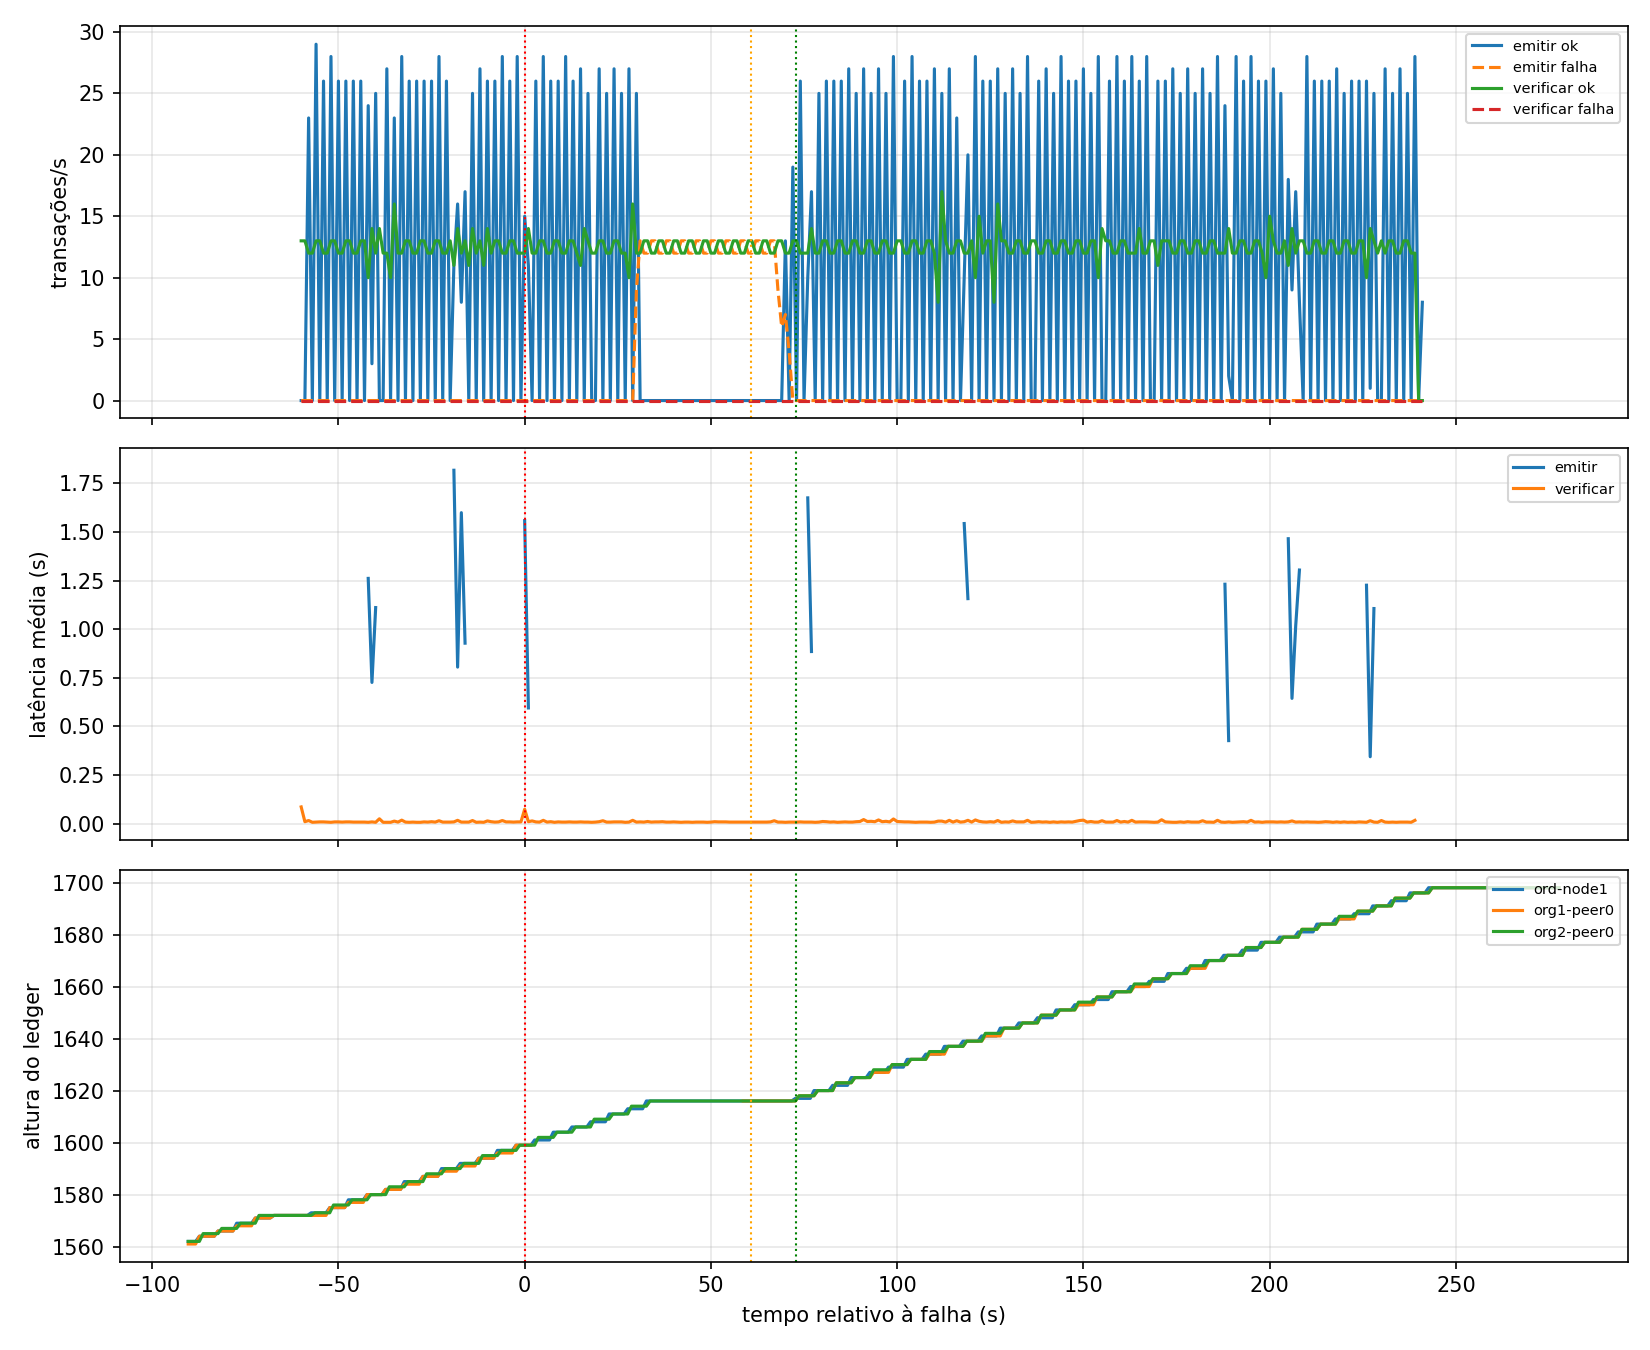 30
25
20
15
10
5
0
transações/s
emitir ok
emitir falha
verificar ok
verificar falha
1.75
1.50
1.25
1.00
0.75
0.50
0.25
0.00
latência média (s)
emitir
verificar
1700
1680
1660
1640
1620
1600
1580
1560
altura do ledger
ord-node1
org1-peer0
org2-peer0
−100
−50
0
50
100
150
200
250
tempo relativo à falha (s)